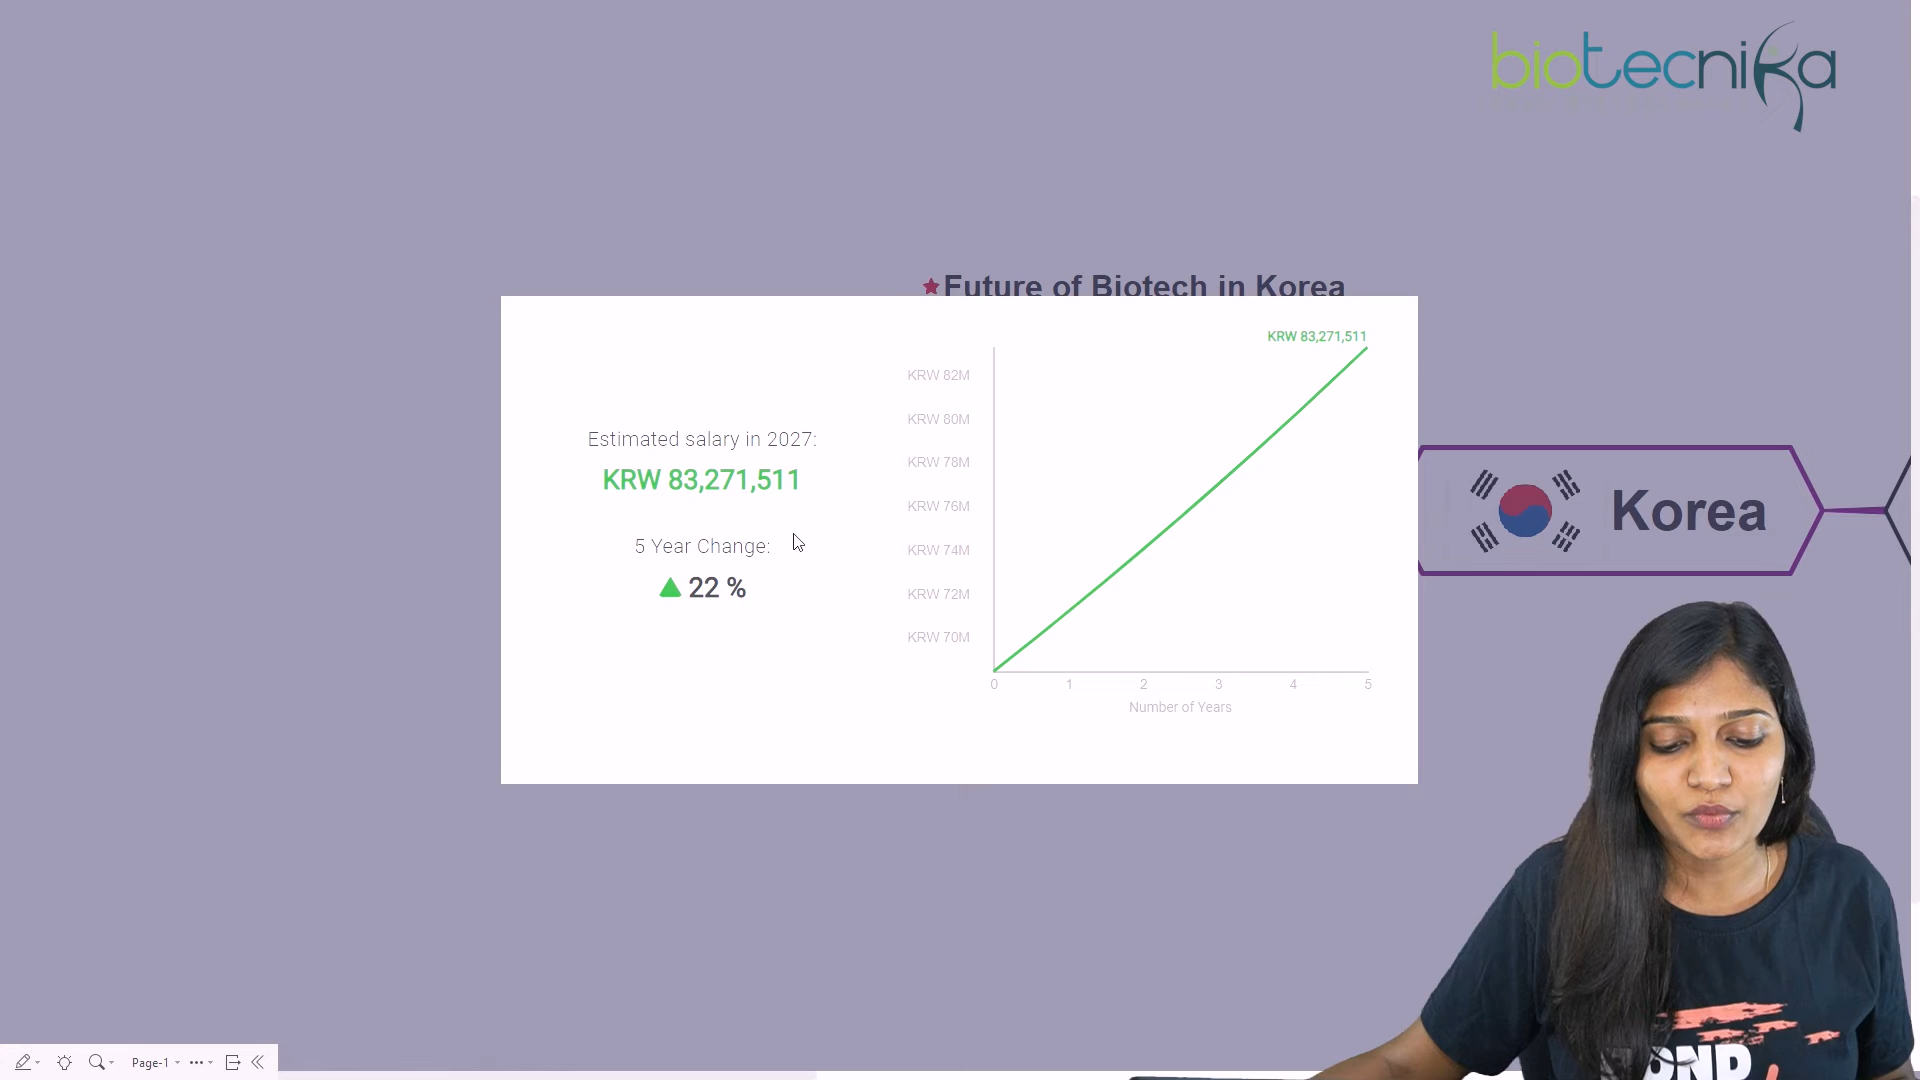 biotecnika
Future of Biotech in Korea
KRW 83,271,511
KRW 82M
KRW 80M
KRW 78M
KRW 76M
KRW 74M
KRW 72M
KRW 70M
0 1 2 3 4 5
Number of Years
Estimated salary in 2027:
KRW 83,271,511
5 Year Change:
22 %
Korea
Page-1